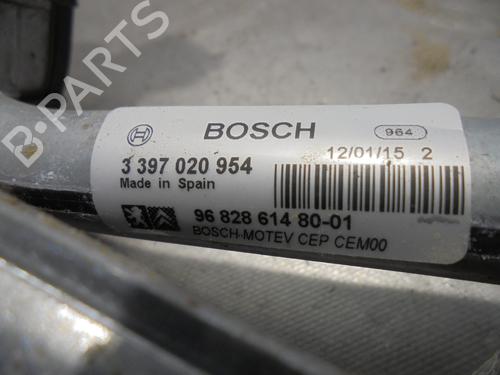 BOSCH
964
3 397 020 954
12/01/15 2
Made in Spain
96 828 614 80-01
BOSCH-MOTEV CEP CEM00
B-PARTS